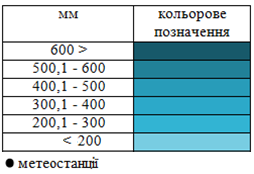 мм кольорове
позначення
600 >
500,1 - 600
400,1 - 500
300,1 - 400
200,1 - 300
< 200
метеостанції